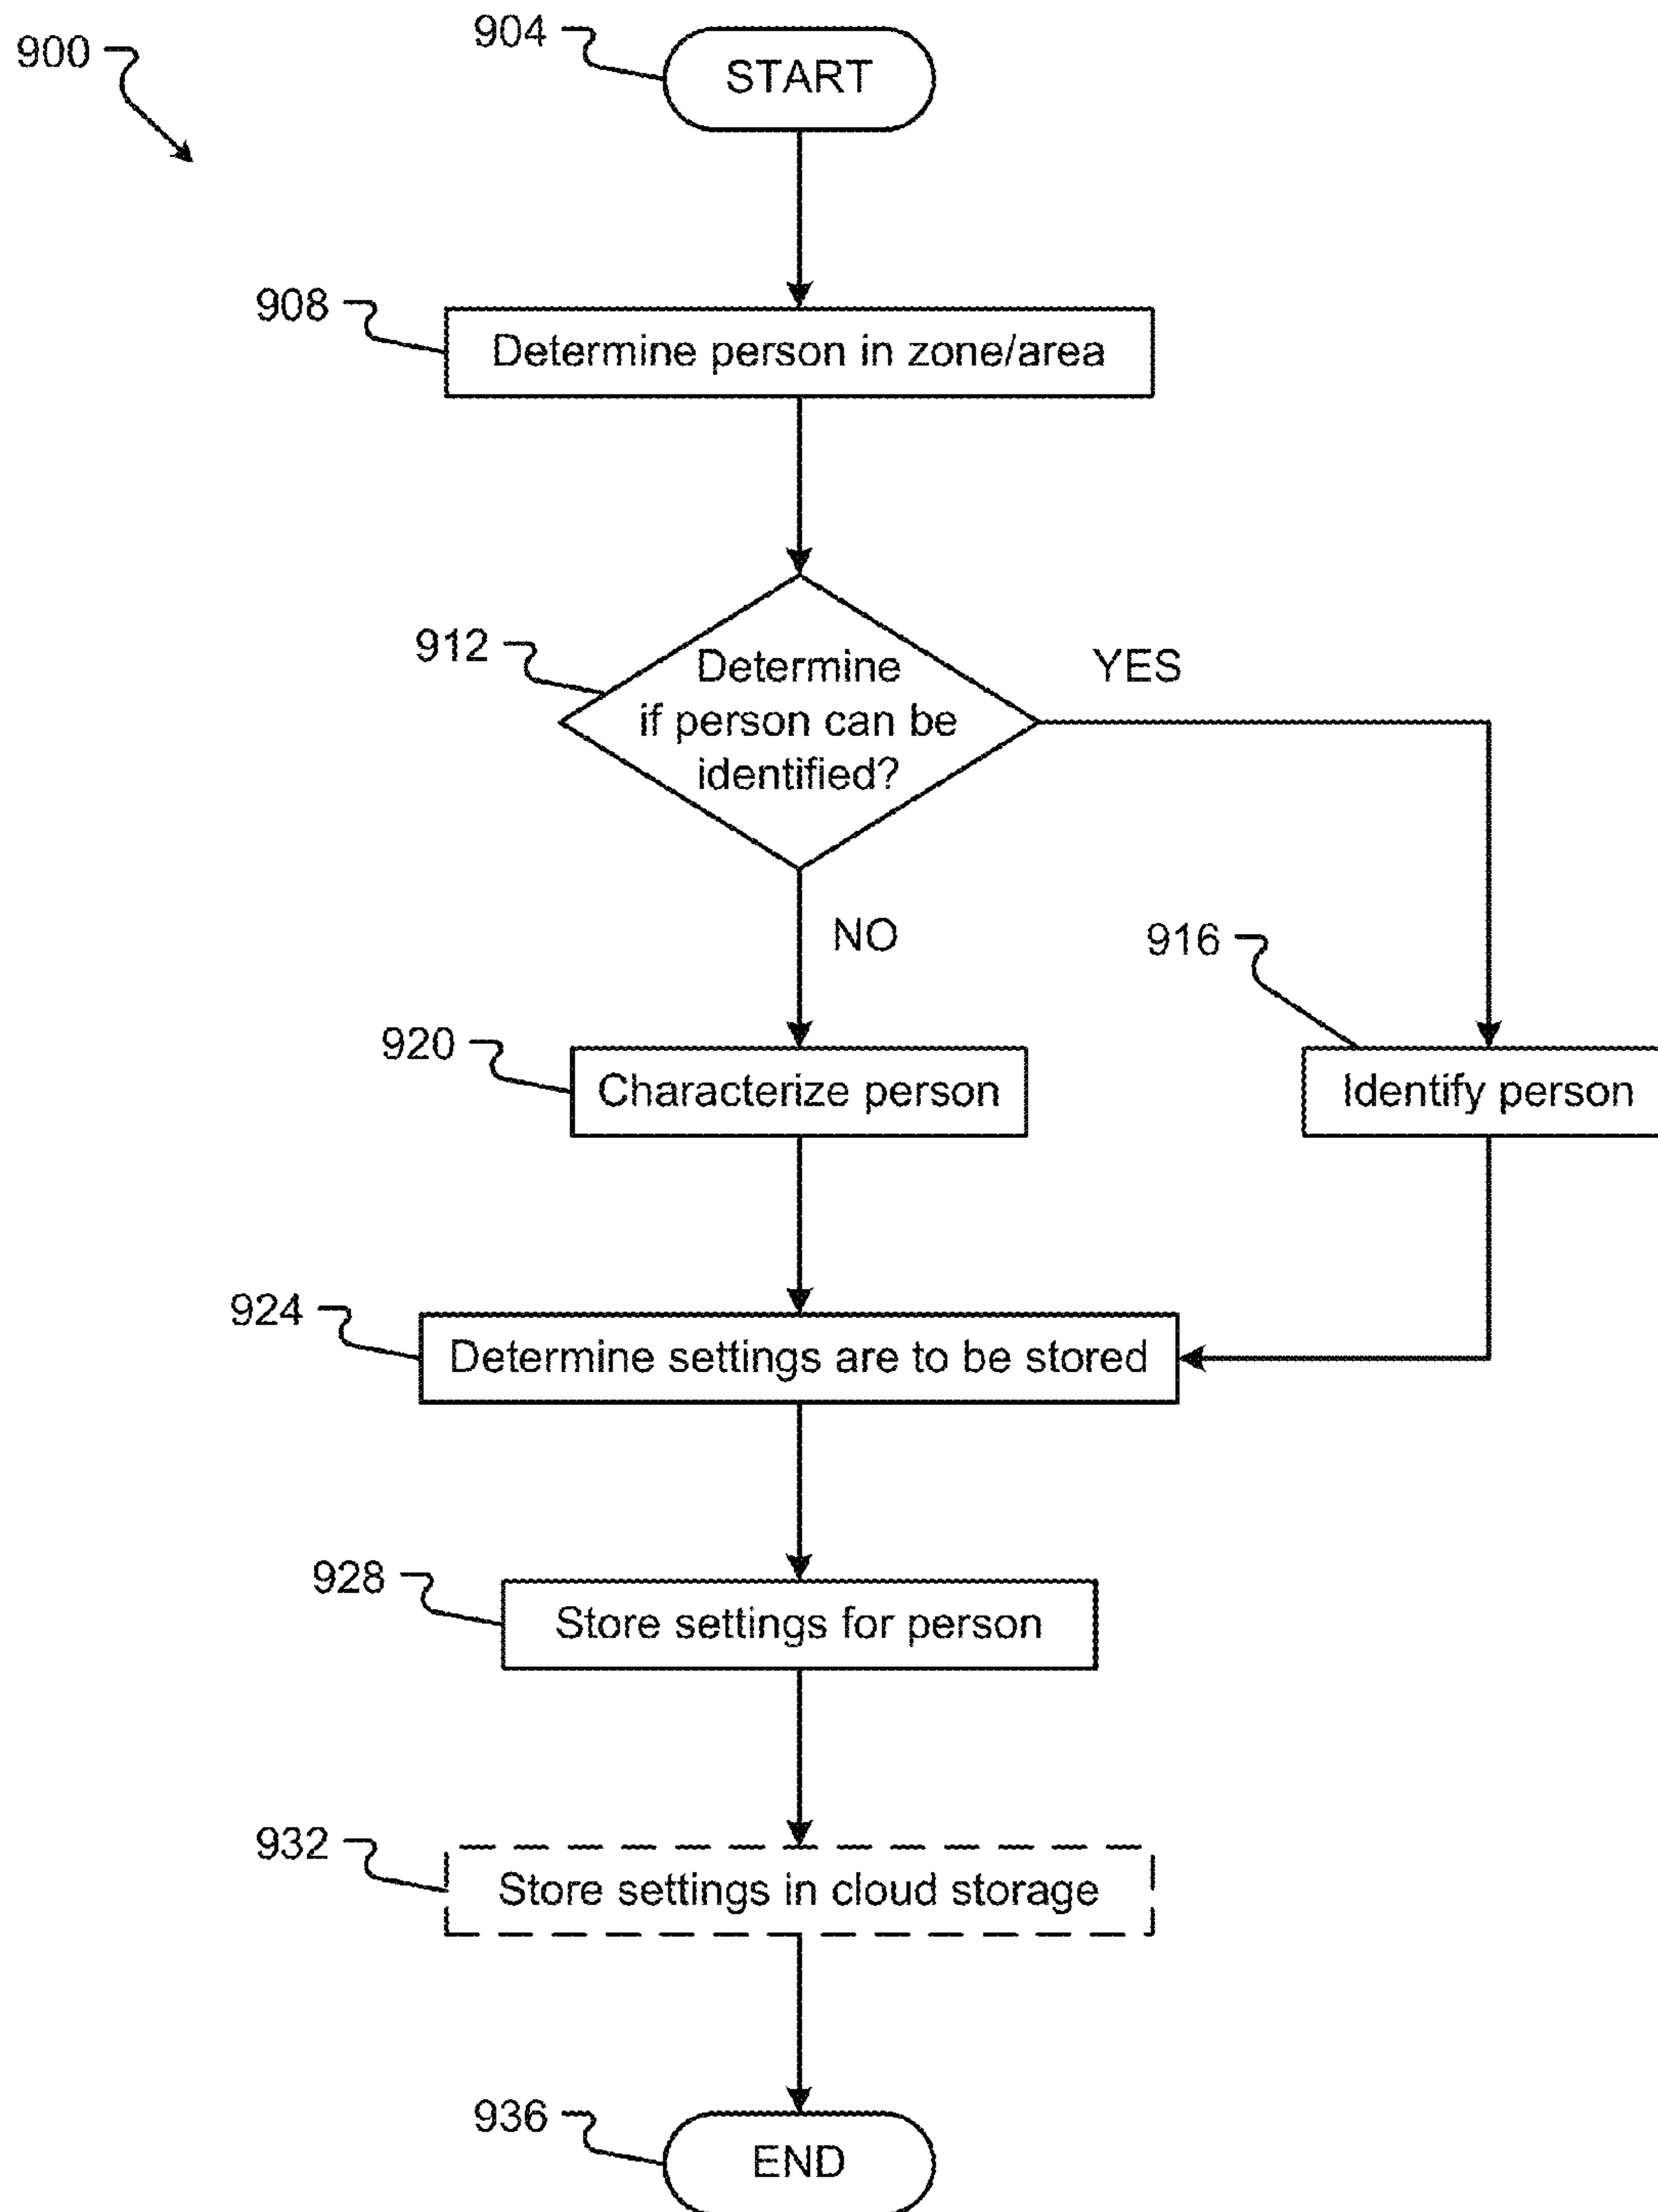 900
904
START
908
Determine person in zone/area
912
Determine
if person can be
identified?
YES
NO
916
920
Characterize person
Identify person
924
Determine settings are to be stored
928
Store settings for person
932
Store settings in cloud storage
936
END